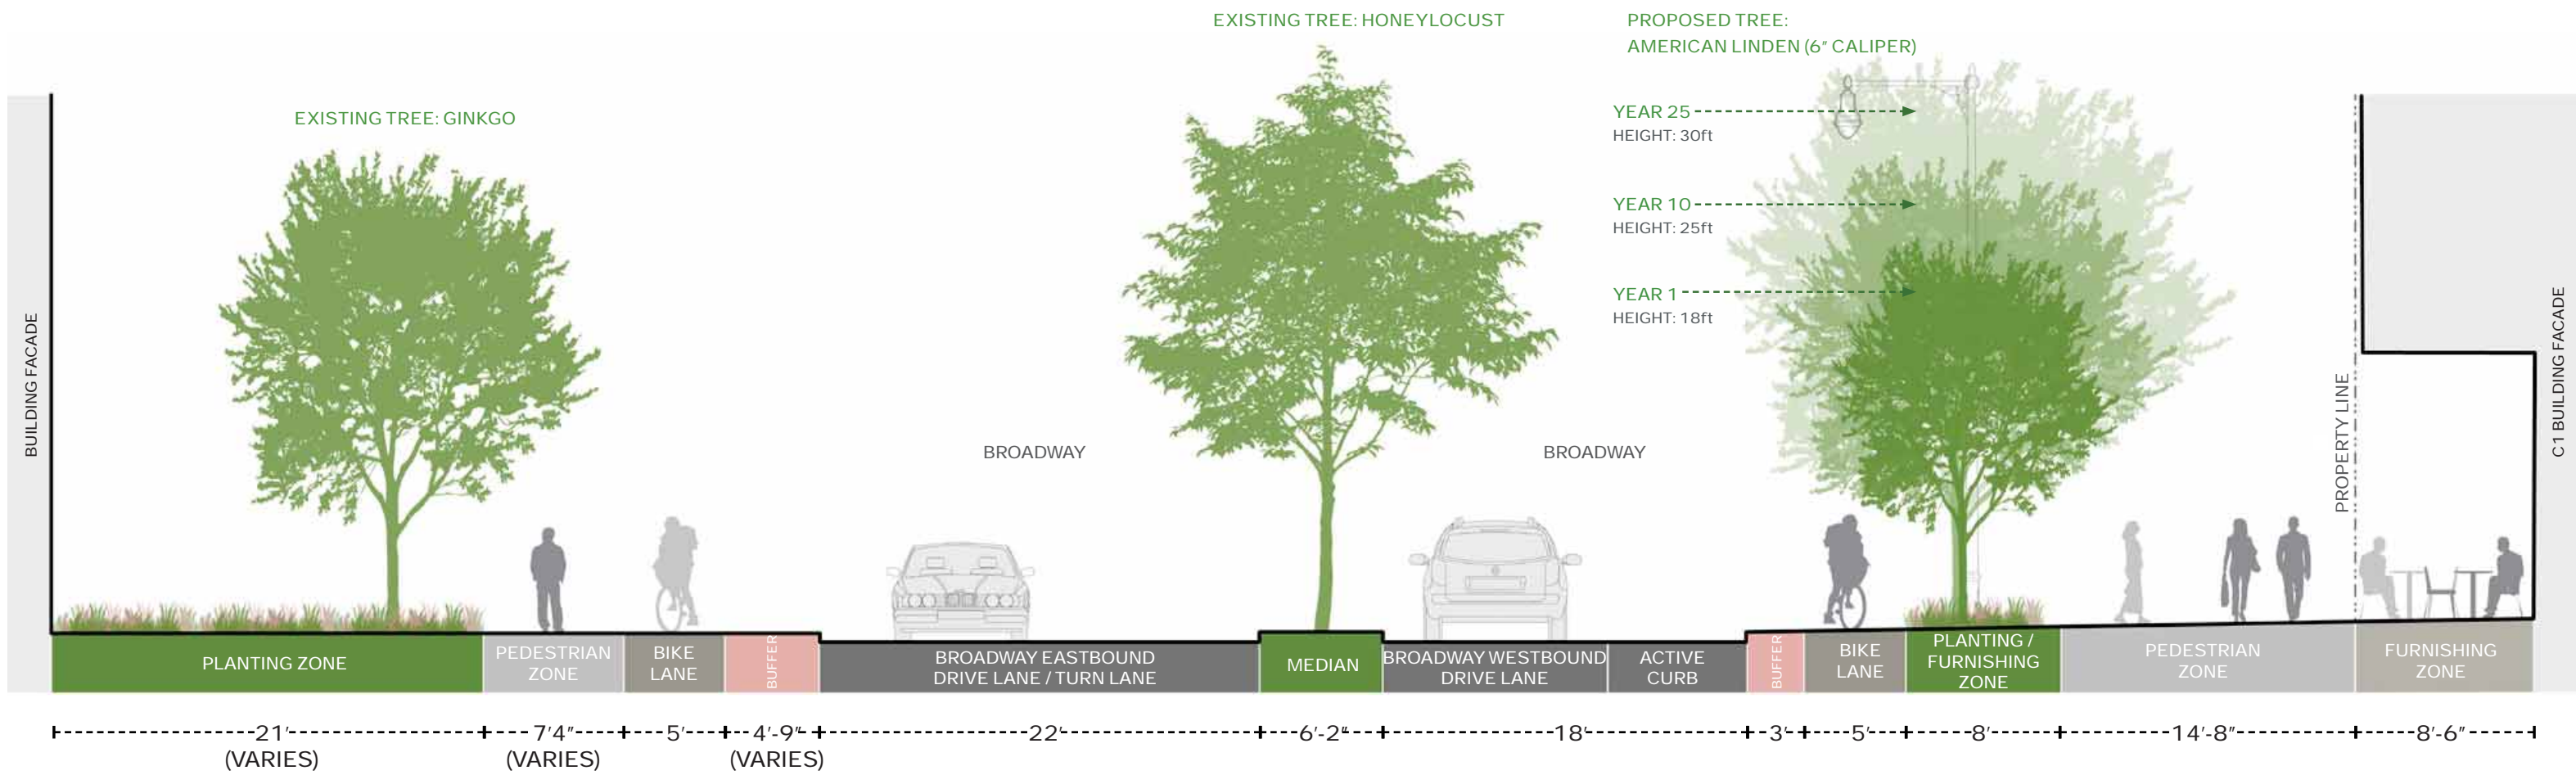 EXISTING TREE: HONEYLOCUST
PROPOSED TREE:
AMERICAN LINDEN (6" CALIPER)
EXISTING TREE: GINKGO
YEAR 25
HEIGHT: 30ft
YEAR 10
HEIGHT: 25ft
YEAR 1
HEIGHT: 18ft
BUILDING FACADE
BROADWAY
BROADWAY
PROPERTY LINE
C1 BUILDING FACADE
PLANTING ZONE
PEDESTRIAN
ZONE
BIKE
LANE
BUFFER
BROADWAY EASTBOUND
DRIVE LANE / TURN LANE
MEDIAN
BROADWAY WESTBOUND
DRIVE LANE
ACTIVE
CURB
BUFFER
BIKE
LANE
PLANTING /
FURNISHING
ZONE
PEDESTRIAN
ZONE
FURNISHING
ZONE
21'
(VARIES)
7'4"
(VARIES)
5'
4'-9"
(VARIES)
22'
6'-2"
18'
3'
5'
8'
14'-8"
8'-6"